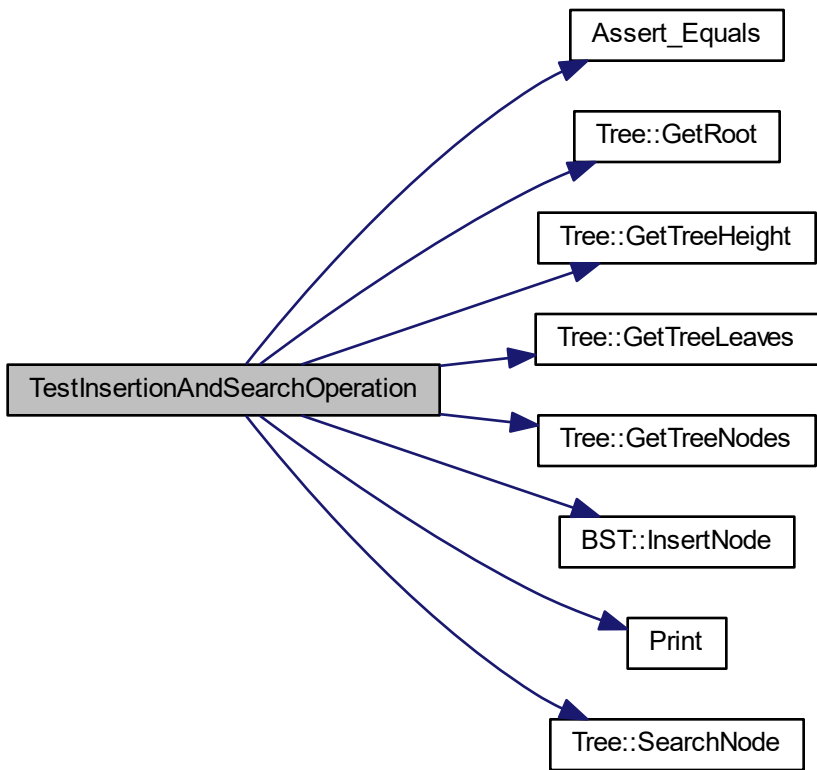 Assert_Equals
Tree::GetRoot
Tree::GetTreeHeight
Tree::GetTreeLeaves
TestInsertionAndSearchOperation
Tree::GetTreeNodes
BST::InsertNode
Print
Tree::SearchNode